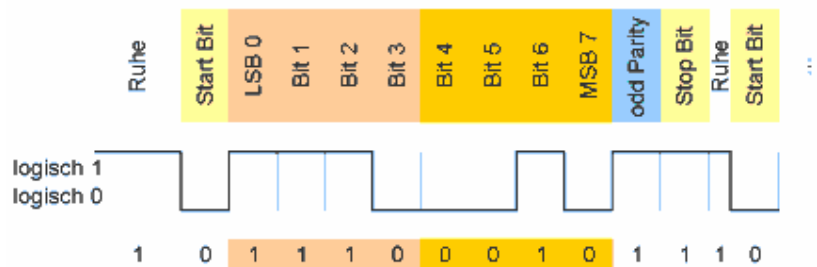 Ruhe
Start Bit
LSB 0
Bit 1
Bit 2
Bit 3
Bit 4
Bit 5
Bit 6
MSB 7
odd Parity
Stop Bit
Ruhe
Start Bit
...
logisch 1
logisch 0
1 0 1 1 1 0 0 0 1 0 1 1 1 0